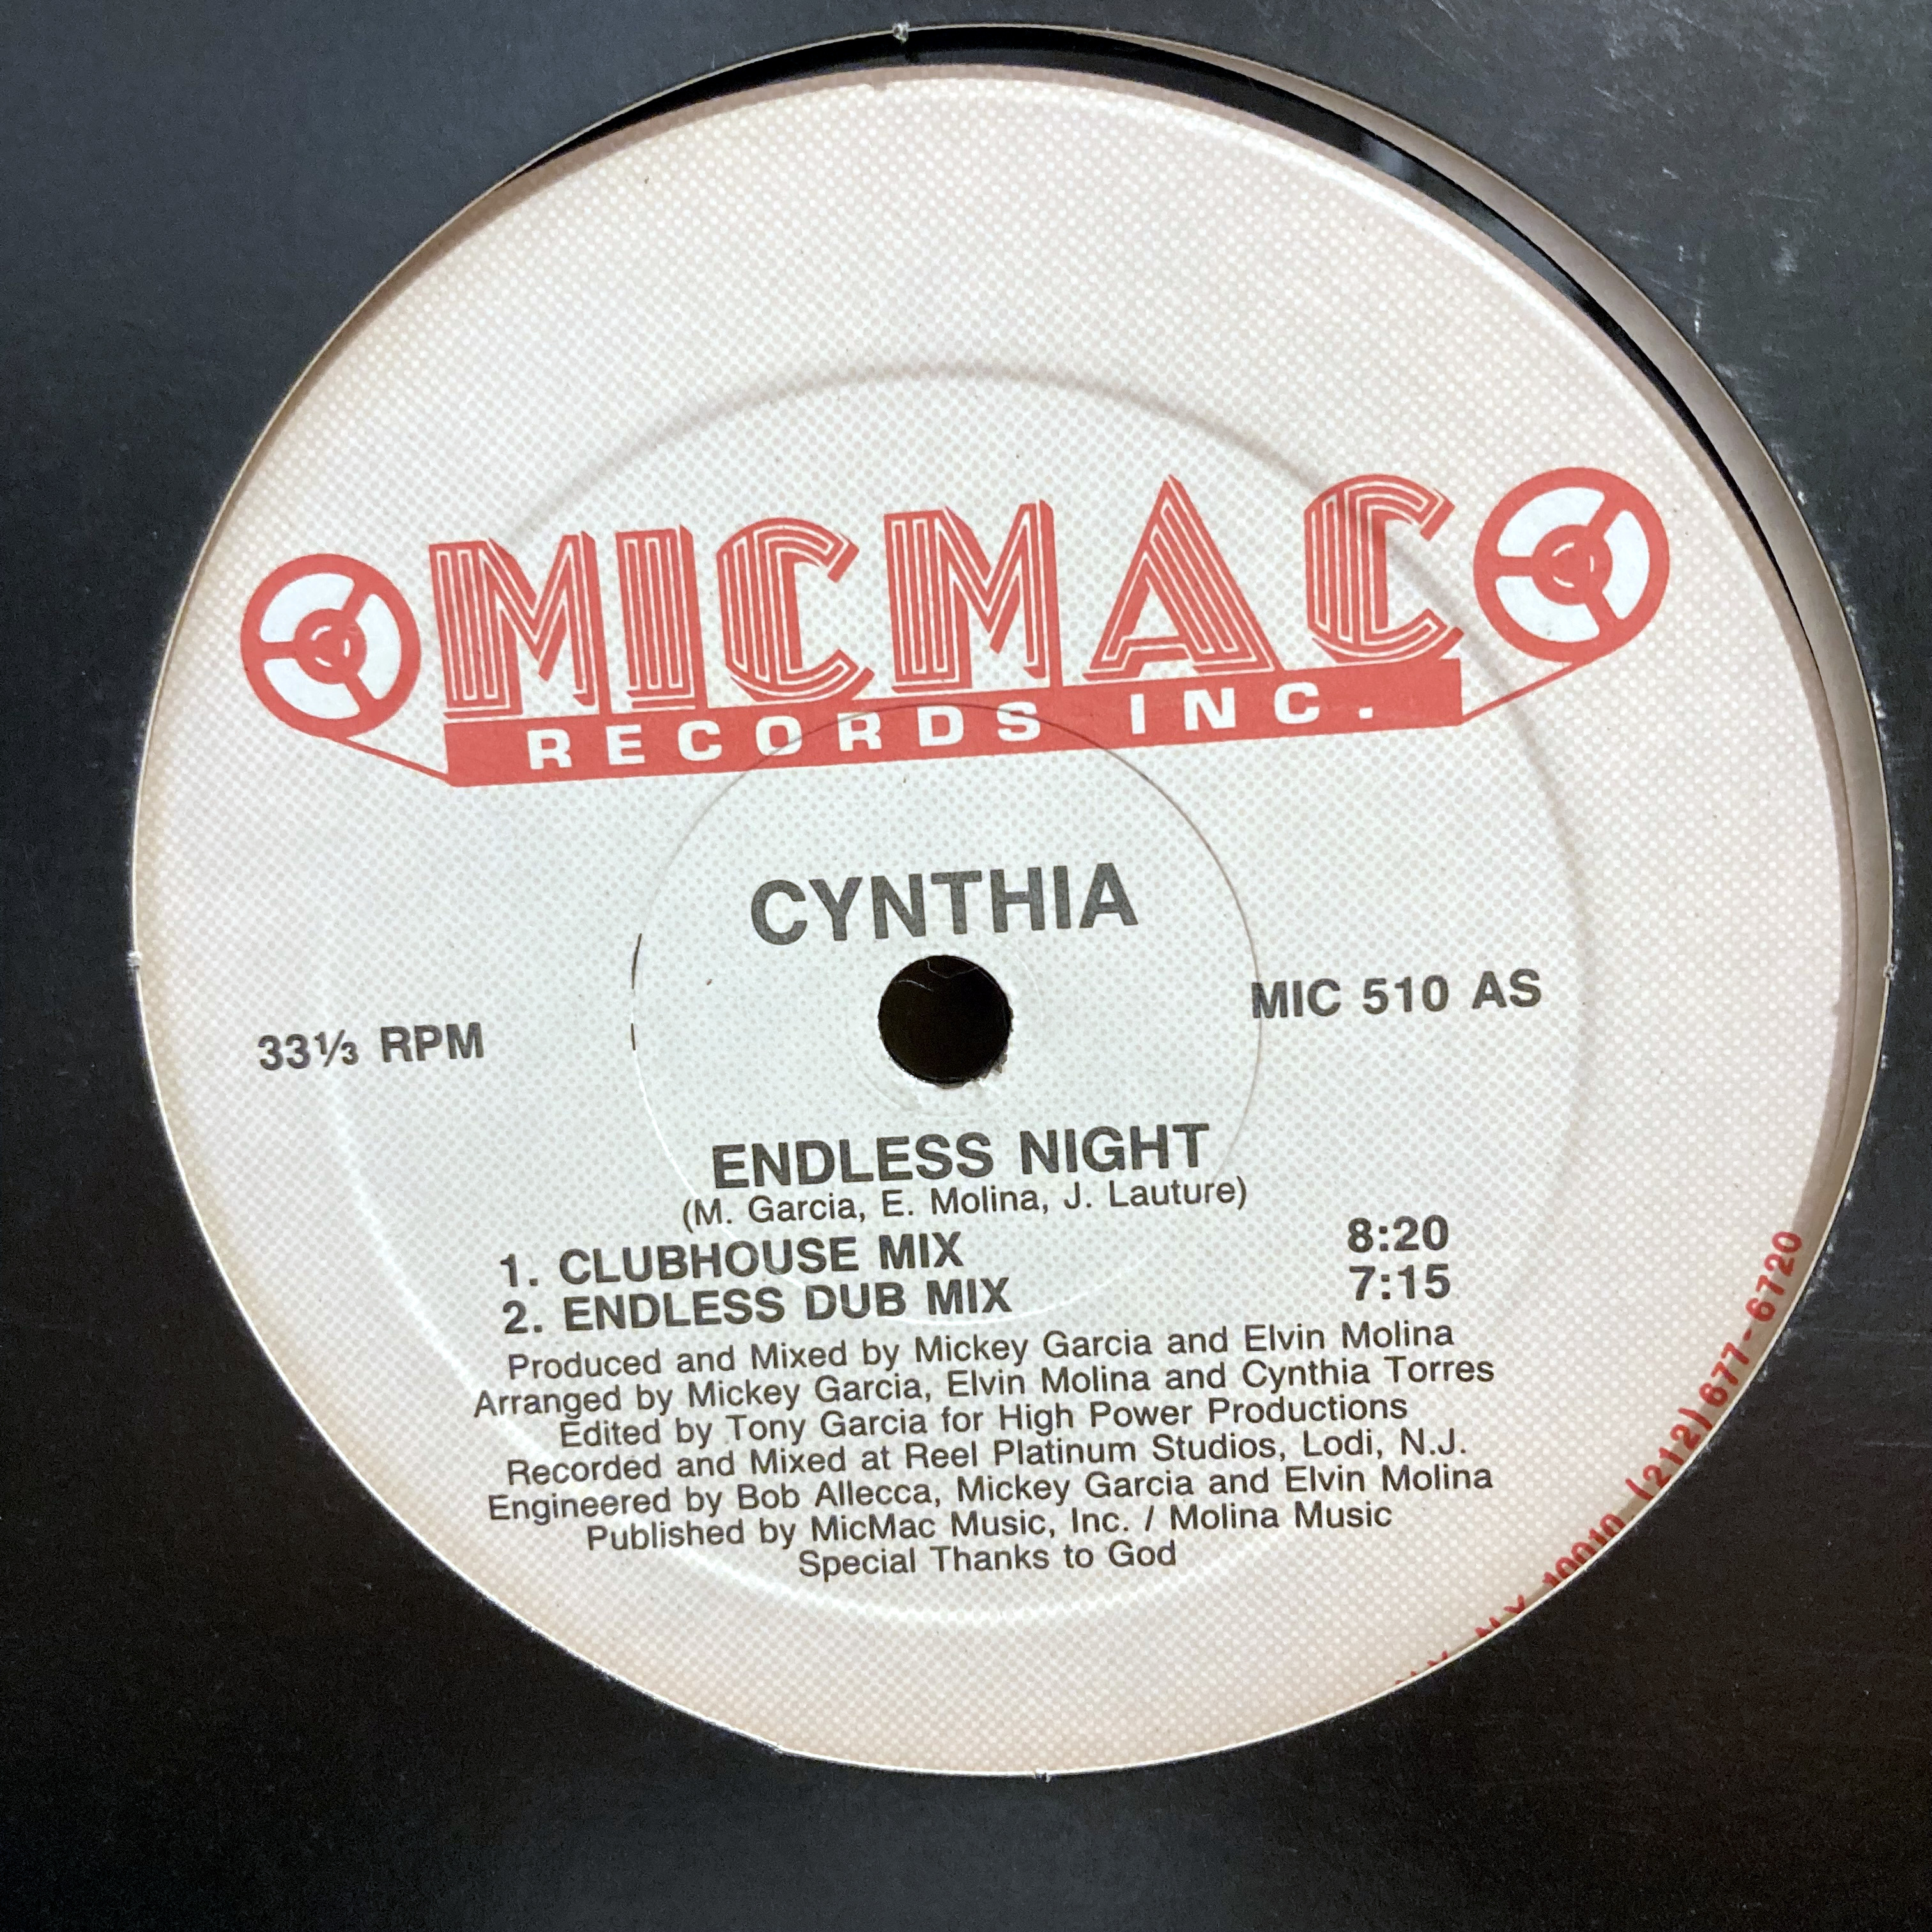 MICMAC
RECORDS INC.
CYNTHIA
33⅓ RPM
MIC 510 AS
ENDLESS NIGHT
(M. Garcia, E. Molina, J. Lauture)
1. CLUBHOUSE MIX 8:20
2. ENDLESS DUB MIX 7:15
Produced and Mixed by Mickey Garcia and Elvin Molina
Arranged by Mickey Garcia, Elvin Molina and Cynthia Torres
Edited by Tony Garcia for High Power Productions
Recorded and Mixed at Reel Platinum Studios, Lodi, N.J.
Engineered by Bob Allecca, Mickey Garcia and Elvin Molina
Published by MicMac Music, Inc. / Molina Music
Special Thanks to God
10010 (212) 677-6720